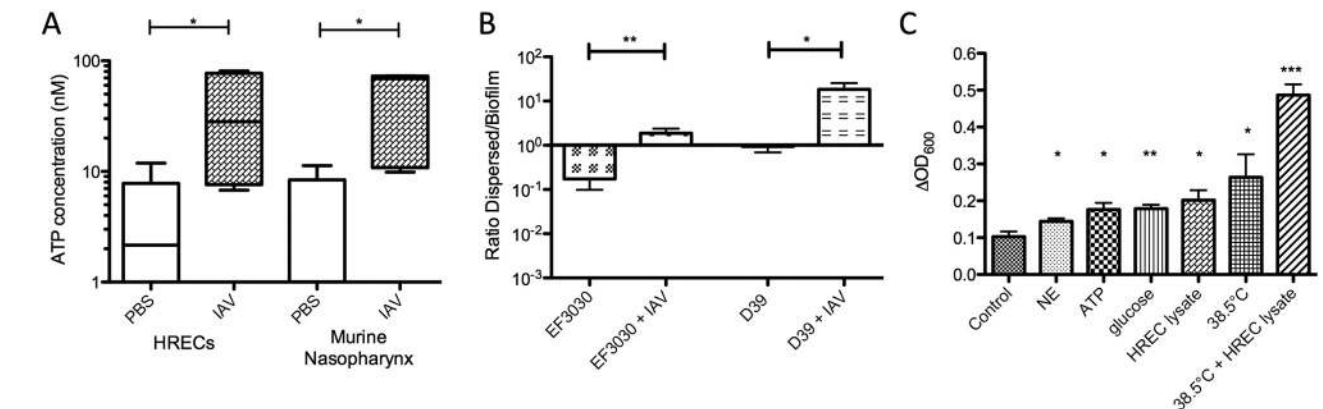 A
*
*
ATP concentration (nM)
100
10
1
PBS
IAV
PBS
IAV
HRECs
Murine
Nasopharynx
B
**
*
Ratio Dispersed/Biofilm
10²
10¹
10⁰
10⁻¹
10⁻²
10⁻³
EF3030
EF3030 + IAV
D39
D39 + IAV
C
ΔOD₆₀₀
0.6
0.5
0.4
0.3
0.2
0.1
0.0
*
*
**
*
*
***
Control
NE
ATP
glucose
HREC lysate
38.5°C
38.5°C + HREC lysate